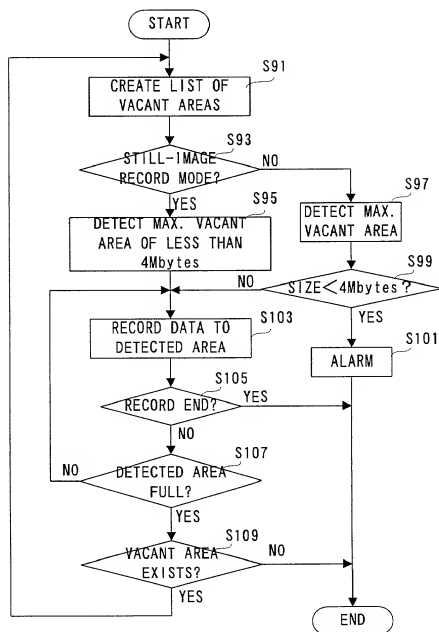 START
S91
CREATE LIST OF
VACANT AREAS
S93
STILL-IMAGE
RECORD MODE?
NO
YES
S95
DETECT MAX. VACANT
AREA OF LESS THAN
4Mbytes
S97
DETECT MAX.
VACANT AREA
S99
SIZE<4Mbytes?
NO
YES
S101
ALARM
S103
RECORD DATA TO
DETECTED AREA
S105
RECORD END?
YES
NO
S107
DETECTED AREA
FULL?
NO
YES
S109
VACANT AREA
EXISTS?
NO
YES
END